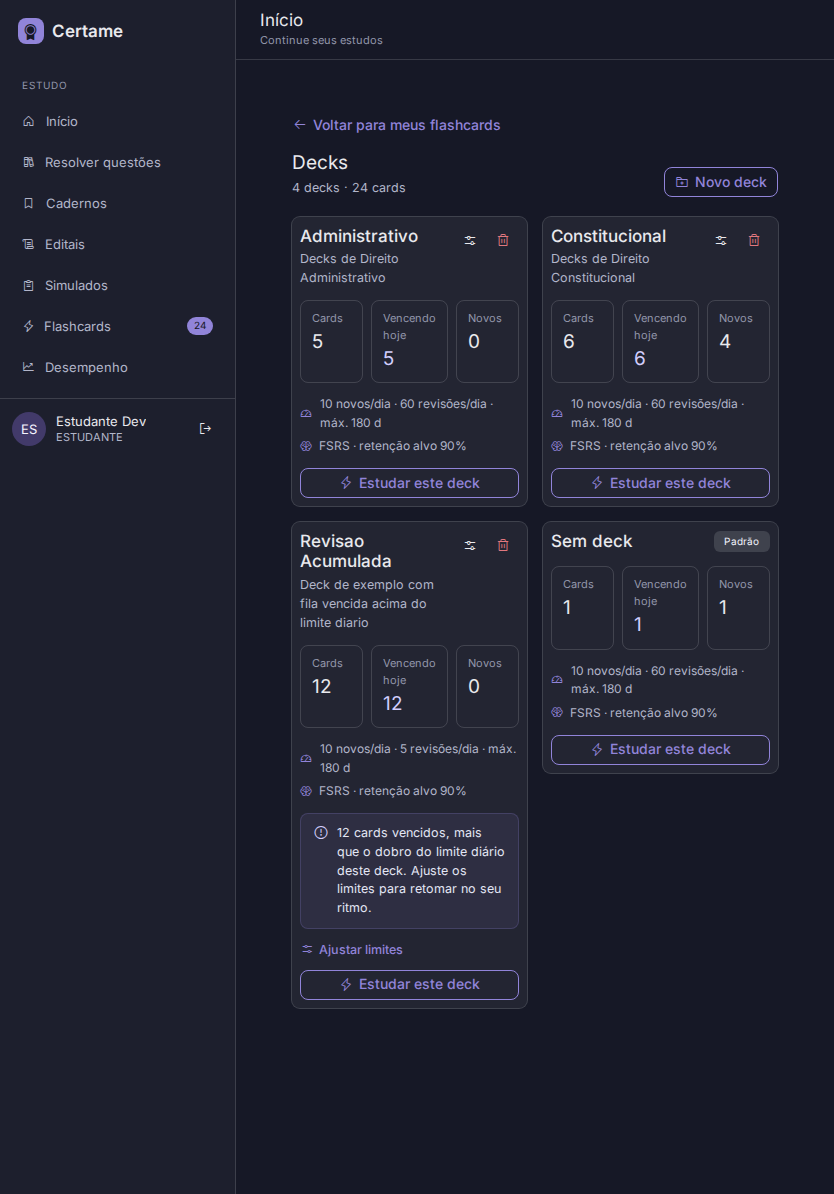 Certame
Início
Continue seus estudos
ESTUDO
Início
Resolver questões
Cadernos
Editais
Simulados
Flashcards
24
Desempenho
Estudante Dev
ES
ESTUDANTE
Voltar para meus flashcards
Decks
4 decks · 24 cards
Novo deck
Administrativo
Decks de Direito
Administrativo
Cards
5
Vencendo
hoje
5
Novos
0
10 novos/dia · 60 revisões/dia ·
máx. 180 d
FSRS · retenção alvo 90%
Estudar este deck
Constitucional
Decks de Direito
Constitucional
Cards
6
Vencendo
hoje
6
Novos
4
10 novos/dia · 60 revisões/dia ·
máx. 180 d
FSRS · retenção alvo 90%
Estudar este deck
Revisao
Acumulada
Deck de exemplo com
fila vencida acima do
limite diario
Cards
12
Vencendo
hoje
12
Novos
0
10 novos/dia · 5 revisões/dia · máx.
180 d
FSRS · retenção alvo 90%
12 cards vencidos, mais
que o dobro do limite diário
deste deck. Ajuste os
limites para retomar no seu
ritmo.
Ajustar limites
Estudar este deck
Sem deck
Padrão
Cards
1
Vencendo
hoje
1
Novos
1
10 novos/dia · 60 revisões/dia ·
máx. 180 d
FSRS · retenção alvo 90%
Estudar este deck